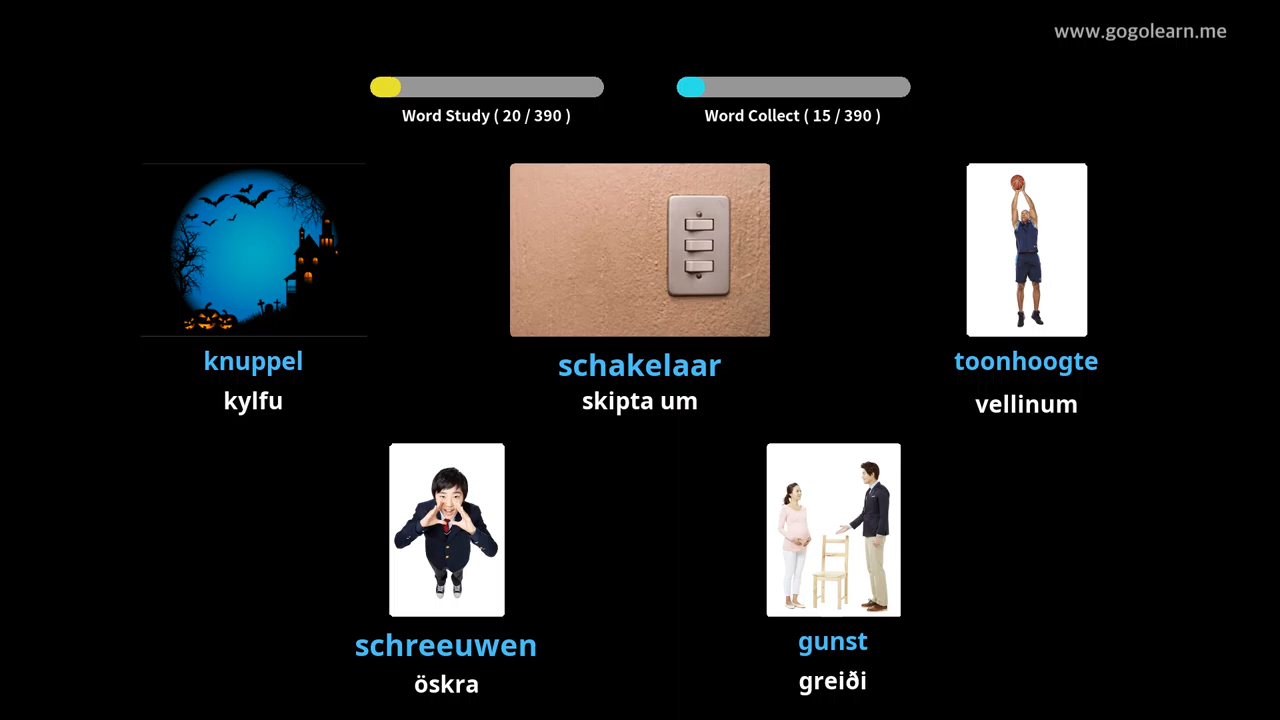 www.gogolearn.me
Word Study ( 20 / 390 )
Word Collect ( 15 / 390 )
knuppel
kylfu
schakelaar
skipta um
toonhoogte
vellinum
schreeuwen
öskra
gunst
greiði